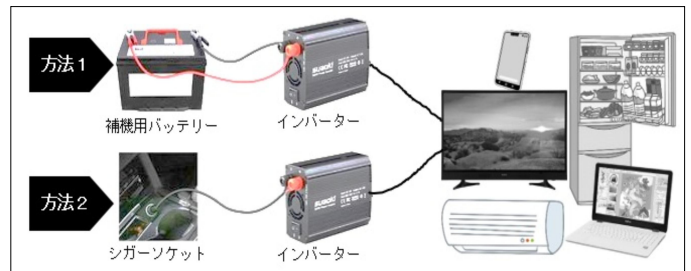 方法1
補機用バッテリー
インバーター
方法2
シガーソケット
インバーター